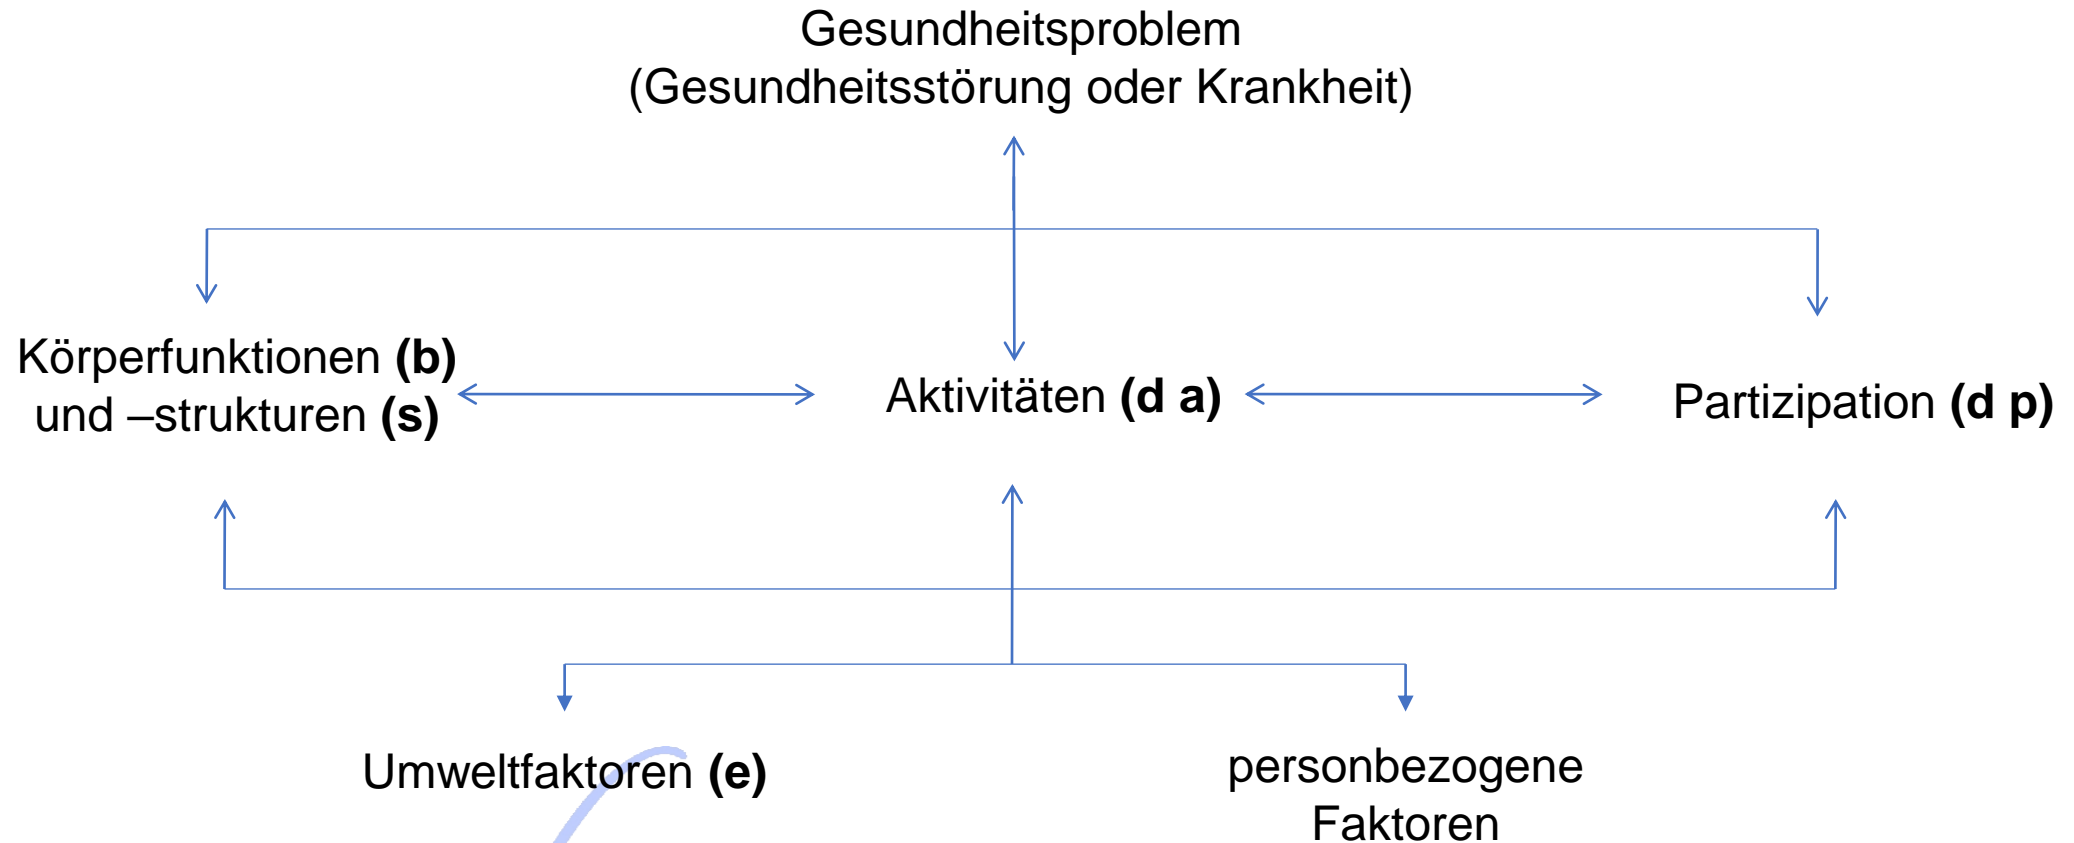 Gesundheitsproblem
(Gesundheitsstörung oder Krankheit)
Körperfunktionen (b)
und –strukturen (s)
Aktivitäten (d a)
Partizipation (d p)
Umweltfaktoren (e)
personbezogene
Faktoren